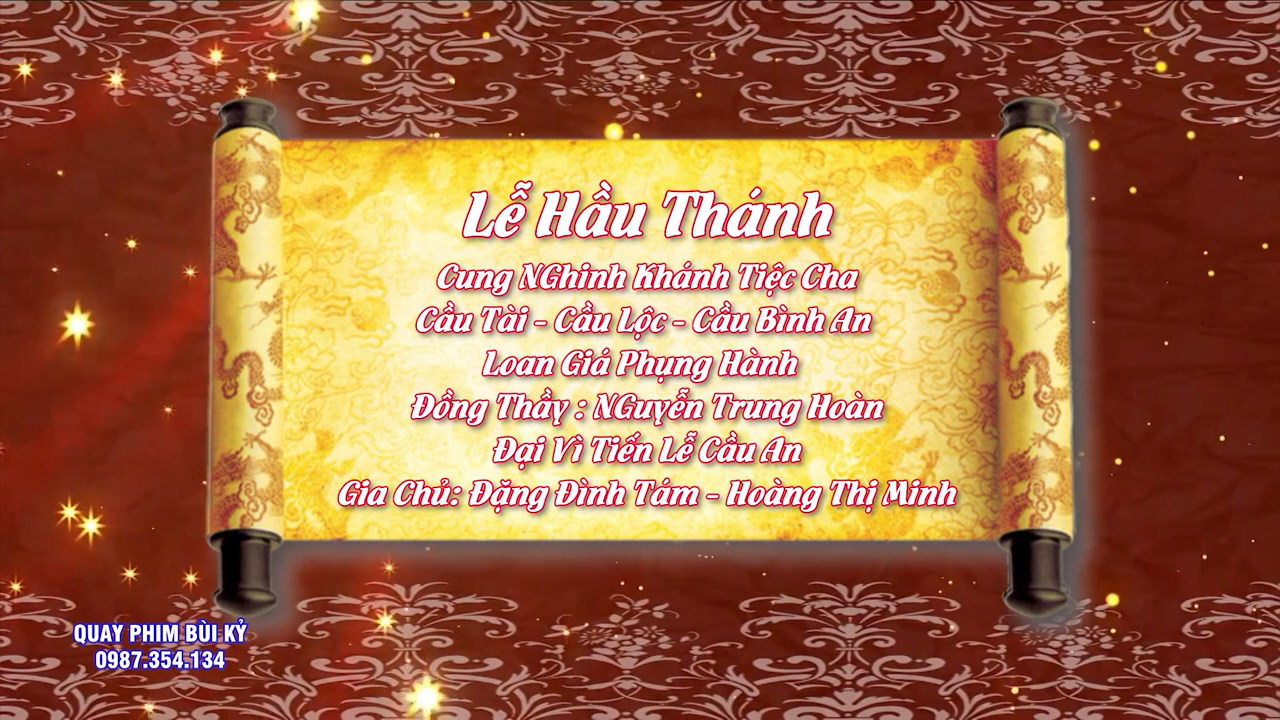 Lễ Hầu Thánh
Cung NGhinh Khánh Tiệc Cha
Cầu Tài - Cầu Lộc - Cầu Bình An
Loan Giá Phụng Hành
Đồng Thầy : NGuyễn Trung Hoàn
Đại Vì Tiến Lễ Cầu An
Gia Chủ: Đặng Đình Tám - Hoàng Thị Minh
QUAY PHIM BÙI KỶ
0987.354.134